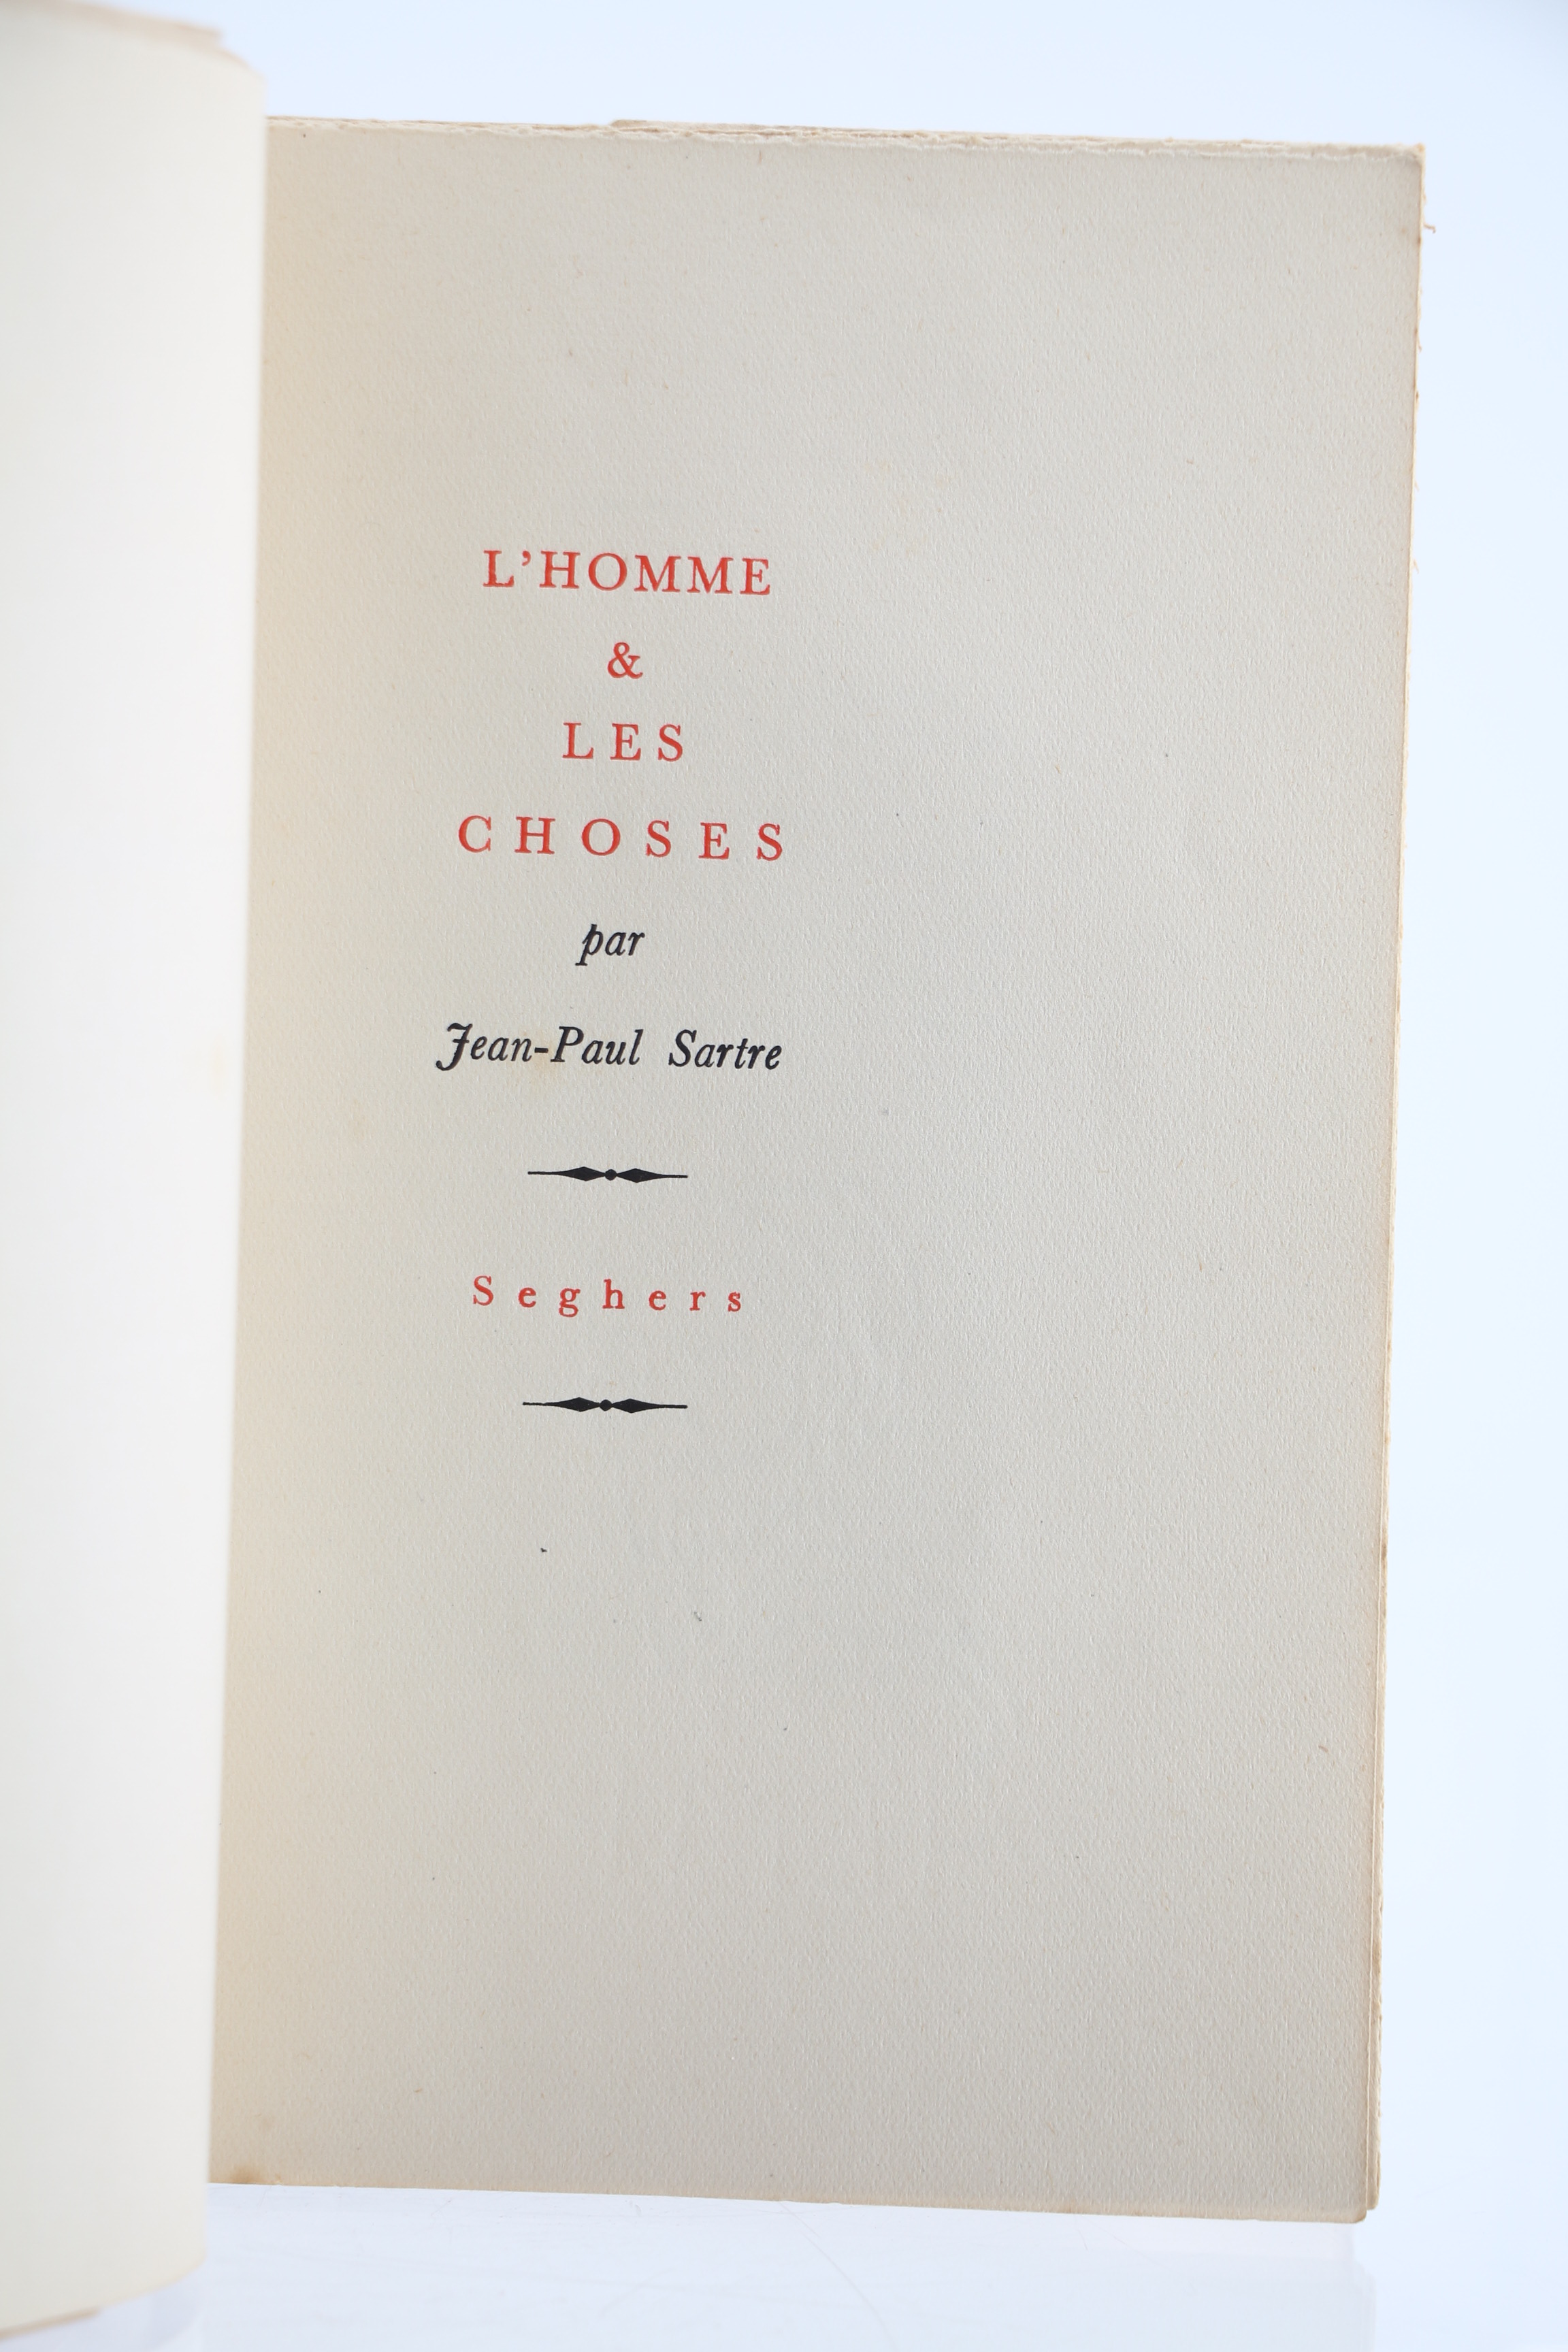 L'HOMME
&
LES
CHOSES
par
Jean-Paul Sartre
Seghers